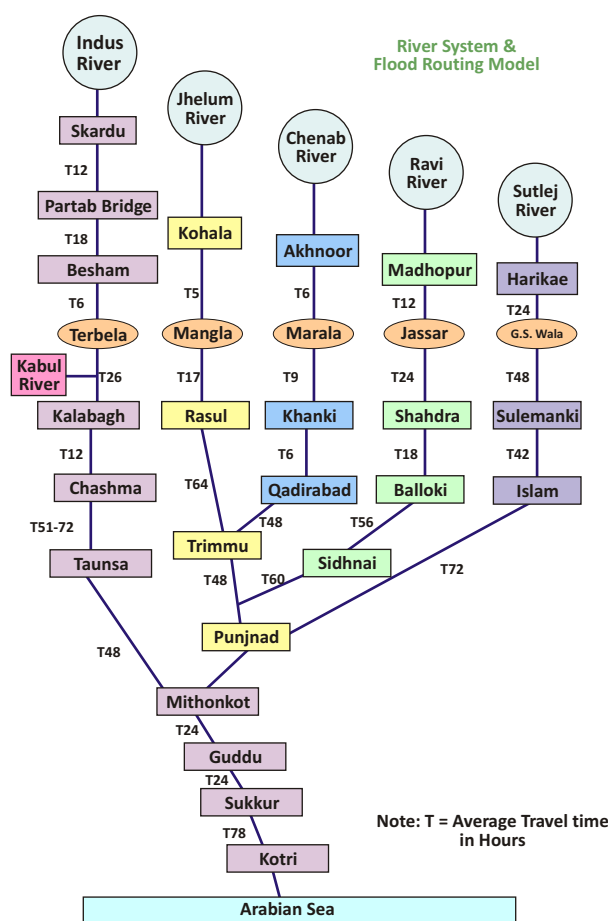 River System &
Flood Routing Model
Indus
River
Jhelum
River
Chenab
River
Ravi
River
Sutlej
River
Skardu
T12
Partab Bridge
T18
Besham
T6
Terbela
Kabul
River
T26
Kalabagh
T12
Chashma
T51-72
Taunsa
T48
Kohala
T5
Mangla
T17
Rasul
T64
Trimmu
T48
Akhnoor
T6
Marala
T9
Khanki
T6
Qadirabad
T48
Madhopur
T12
Jassar
T24
Shahdra
T18
Balloki
T56
Sidhnai
T60
Harikae
T24
G.S. Wala
T48
Sulemanki
T42
Islam
T72
Punjnad
Mithonkot
T24
Guddu
T24
Sukkur
T78
Kotri
Arabian Sea
Note: T = Average Travel time
in Hours